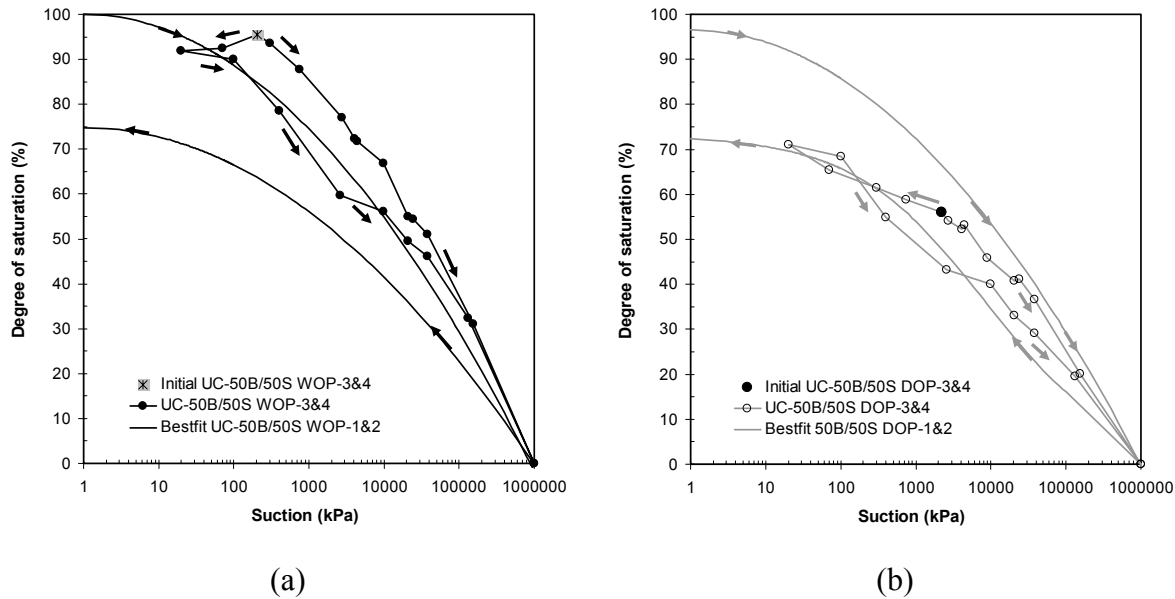 Degree of saturation (%)
100
90
80
70
60
50
40
30
20
10
0
Initial UC-50B/50S WOP-3&4
UC-50B/50S WOP-3&4
Bestfit UC-50B/50S WOP-1&2
1 10 100 1000 10000 100000 1000000
Suction (kPa)
(a)
Degree of saturation (%)
100
90
80
70
60
50
40
30
20
10
0
Initial UC-50B/50S DOP-3&4
UC-50B/50S DOP-3&4
Bestfit 50B/50S DOP-1&2
1 10 100 1000 10000 100000 1000000
Suction (kPa)
(b)